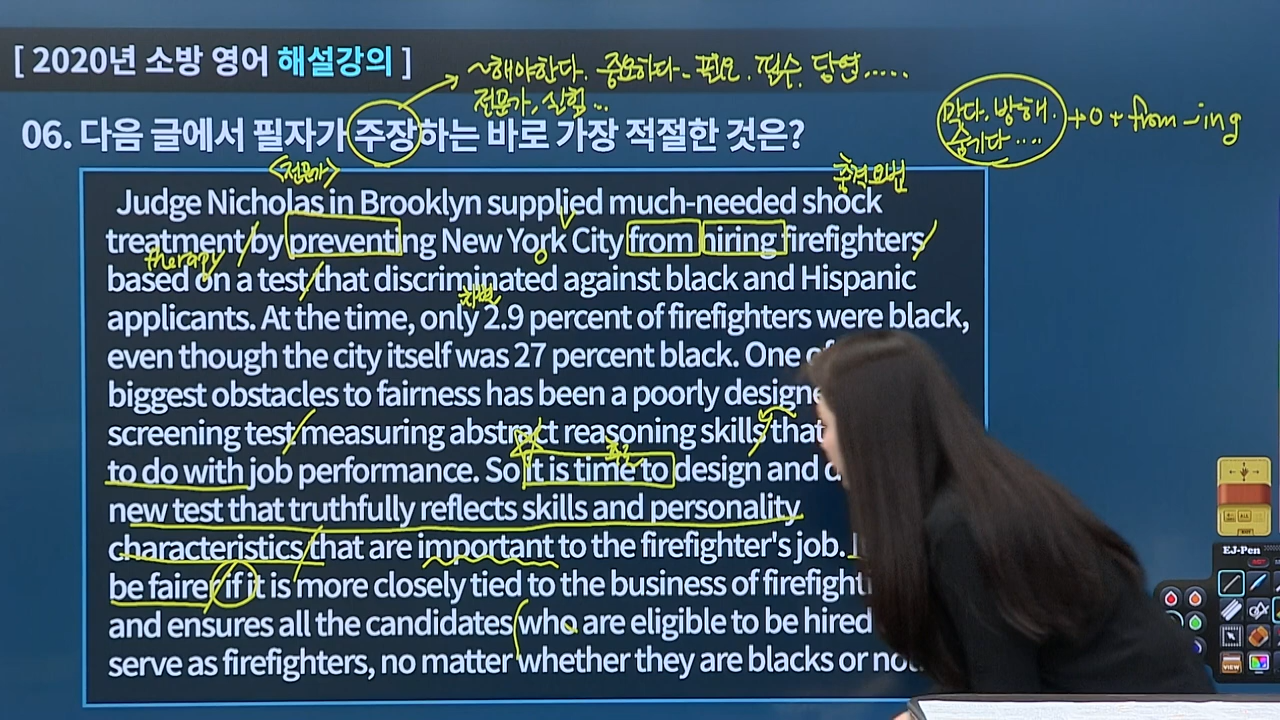 [ 2020년 소방 영어 해설강의 ]
~해야한다. 중요하다. 필요. 필수. 당연.....
전문가, 실험...
막다. 방해. 숨기다.... +O + from -ing
06. 다음 글에서 필자가 주장하는 바로 가장 적절한 것은?
<전문가>
충격요법
Judge Nicholas in Brooklyn supplied much-needed shock
treatment by preventing New York City from hiring firefighters
therapy
based on a test that discriminated against black and Hispanic
차별
applicants. At the time, only 2.9 percent of firefighters were black,
even though the city itself was 27 percent black. One of
biggest obstacles to fairness has been a poorly
screening test measuring abstract reasoning skills that
to do with job performance. So it is time to design and
new test that truthfully reflects skills and personality
characteristics that are important to the firefighter's job.
be fairer if it is more closely tied to the business of
and ensures all the candidates who are eligible to be hired
serve as firefighters, no matter whether they are blacks or
EJ-Pen
VIEW